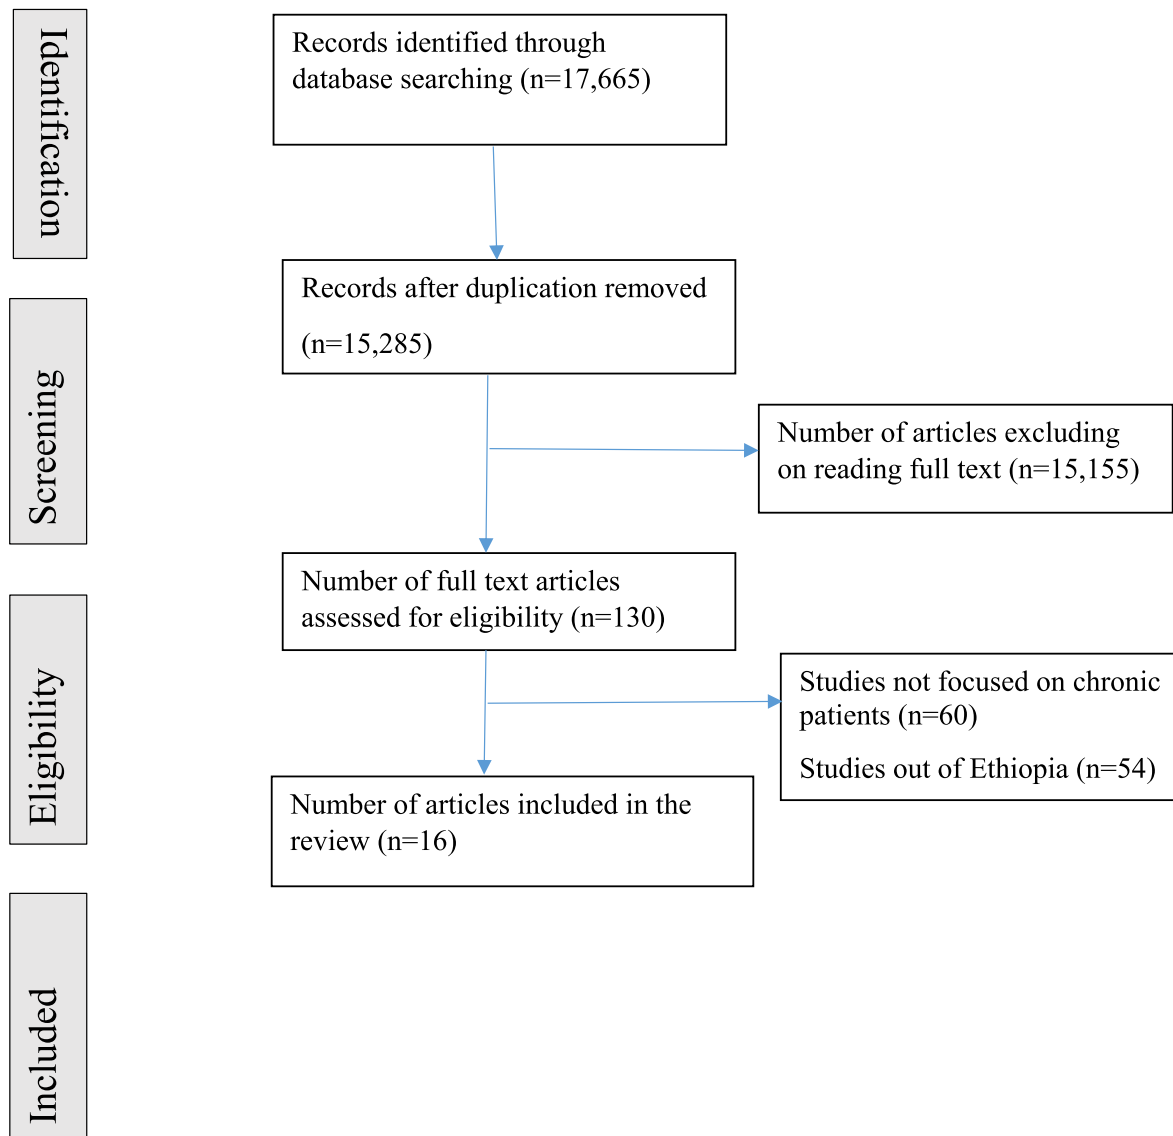 Identification
Records identified through
database searching (n=17,665)
Records after duplication removed
(n=15,285)
Screening
Number of articles excluding
on reading full text (n=15,155)
Number of full text articles
assessed for eligibility (n=130)
Eligibility
Studies not focused on chronic
patients (n=60)
Studies out of Ethiopia (n=54)
Number of articles included in the
review (n=16)
Included